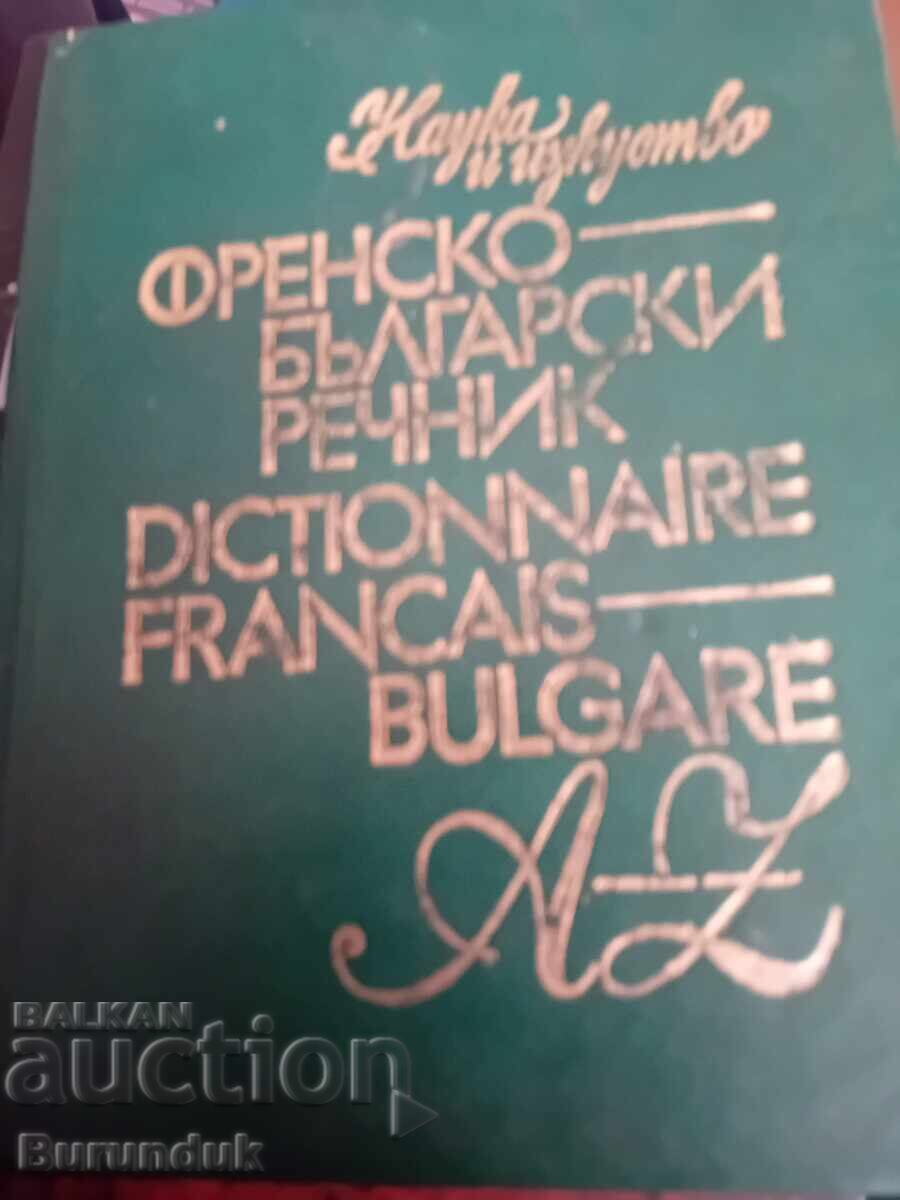 Наука
и изкуство
ФРЕНСКО-
БЪЛГАРСКИ
РЕЧНИК
DICTIONNAIRE
FRANCAIS-
BULGARE
A-Z
BALKAN
auction
Burunduk